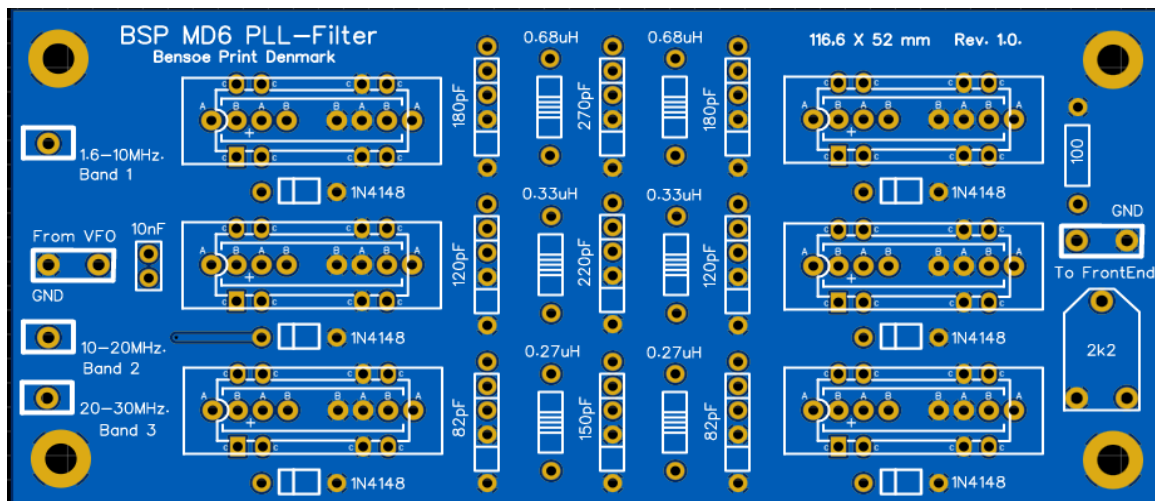 BSP MD6 PLL-Filter
Bensoe Print Denmark
0.68uH
0.68uH
116.6 X 52 mm Rev. 1.0.
C C C C
A B A B B A B A
+
C C C C
180pF
270pF
180pF
C C C C
A B A B B A B A
+
C C C C
100
1.6-10MHz.
Band 1
1N4148
0.33uH
0.33uH
1N4148
From VFO
GND
10nF
C C C C
A B A B B A B A
+
C C C C
120pF
220pF
120pF
C C C C
A B A B B A B A
+
C C C C
GND
To FrontEnd
10-20MHz.
Band 2
1N4148
0.27uH
0.27uH
1N4148
2k2
20-30MHz.
Band 3
C C C C
A B A B B A B A
+
C C C C
82pF
150pF
82pF
C C C C
A B A B B A B A
+
C C C C
1N4148
1N4148